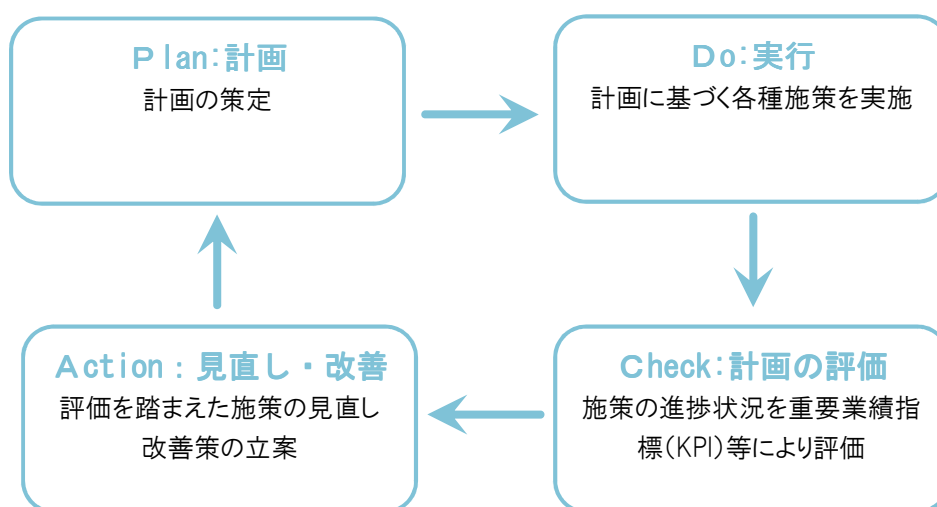 Plan:計画
計画の策定
Do:実行
計画に基づく各種施策を実施
Action:見直し・改善
評価を踏まえた施策の見直し
改善策の立案
Check:計画の評価
施策の進捗状況を重要業績指
標(KPI)等により評価